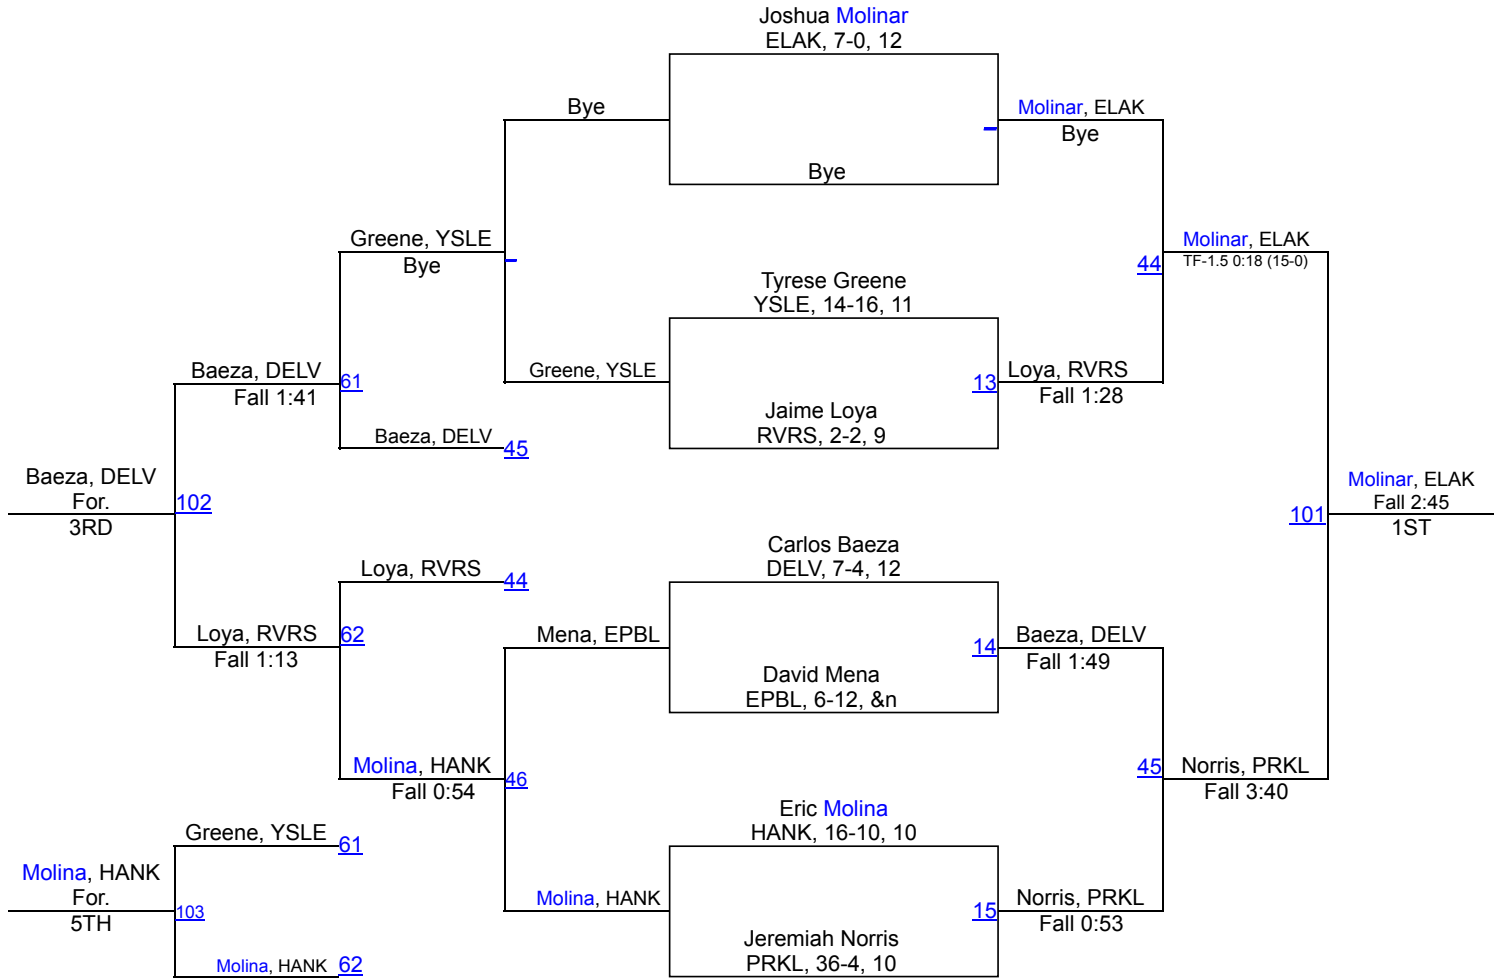 Joshua Molinar
ELAK, 7-0, 12
Bye
Molinar, ELAK
Bye
Bye
Greene, YSLE
Bye
Molinar, ELAK
TF-1.5 0:18 (15-0)
44
Tyrese Greene
YSLE, 14-16, 11
Greene, YSLE
13
Loya, RVRS
Fall 1:28
Jaime Loya
RVRS, 2-2, 9
Baeza, DELV
Fall 1:41
61
Baeza, DELV
45
Baeza, DELV
For.
3RD
102
Molinar, ELAK
Fall 2:45
1ST
101
Carlos Baeza
DELV, 7-4, 12
Loya, RVRS
44
Loya, RVRS
Fall 1:13
62
Mena, EPBL
14
Baeza, DELV
Fall 1:49
David Mena
EPBL, 6-12, &n
Molina, HANK
Fall 0:54
46
45
Norris, PRKL
Fall 3:40
Eric Molina
HANK, 16-10, 10
Greene, YSLE
61
Molina, HANK
For.
5TH
103
Molina, HANK
15
Norris, PRKL
Fall 0:53
Jeremiah Norris
PRKL, 36-4, 10
Molina, HANK
62